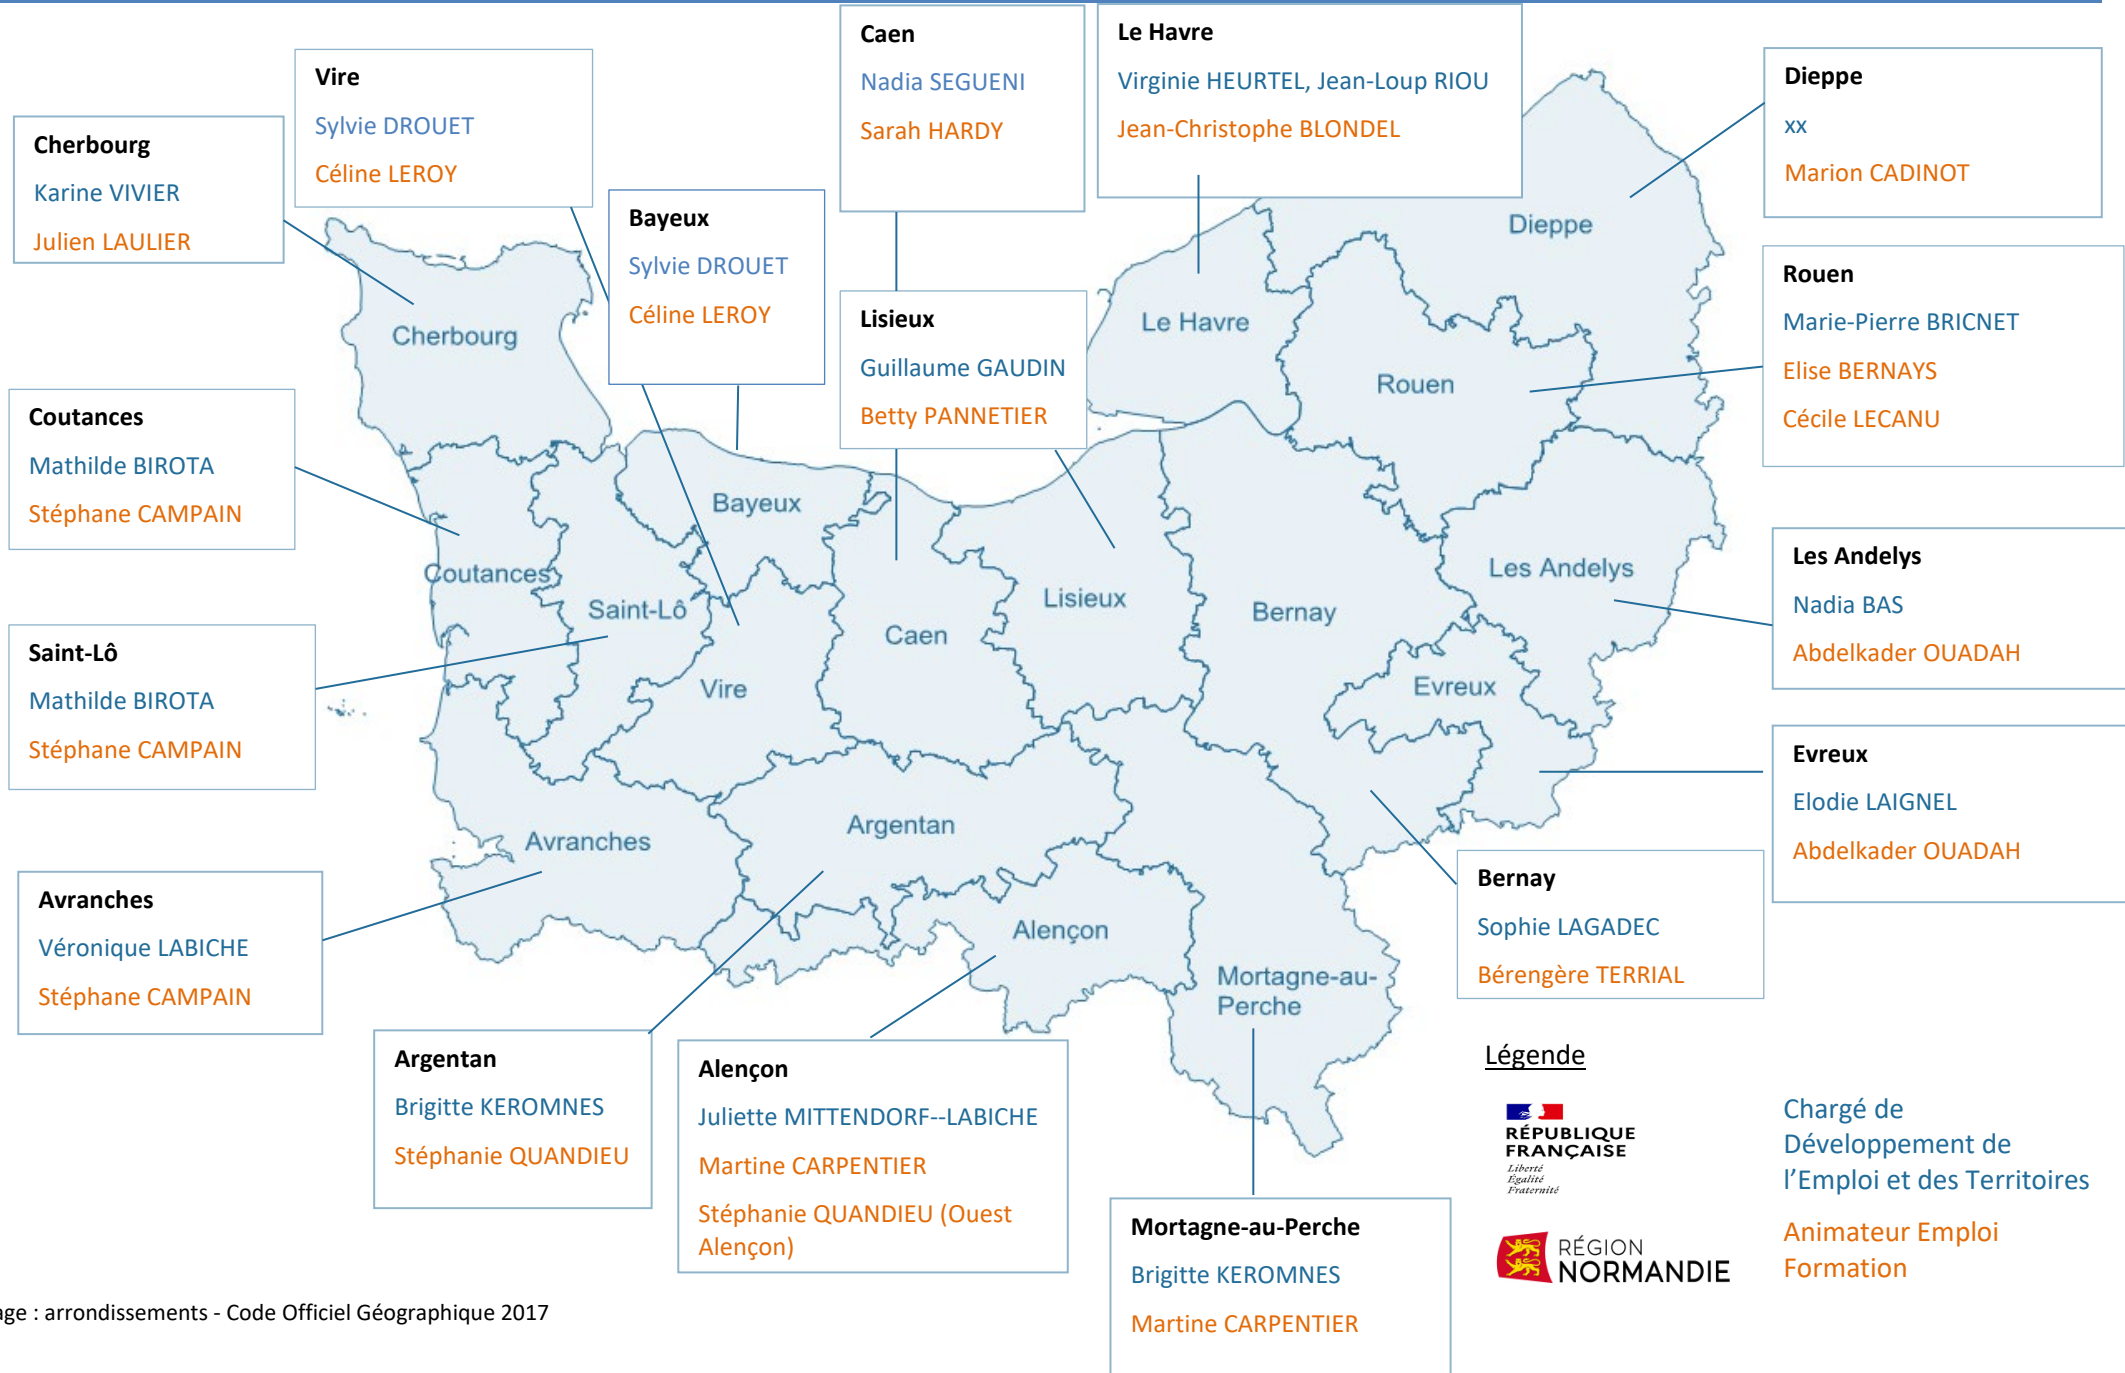 Caen
Nadia SEGUENI
Sarah HARDY
Le Havre
Virginie HEURTEL, Jean-Loup RIOU
Jean-Christophe BLONDEL
Vire
Sylvie DROUET
Céline LEROY
Dieppe
xx
Marion CADINOT
Cherbourg
Karine VIVIER
Julien LAULIER
Bayeux
Sylvie DROUET
Céline LEROY
Rouen
Marie-Pierre BRICNET
Elise BERNAYS
Cécile LECANU
Lisieux
Guillaume GAUDIN
Betty PANNETIER
Coutances
Mathilde BIROTA
Stéphane CAMPAIN
Les Andelys
Nadia BAS
Abdelkader OUADAH
Saint-Lô
Mathilde BIROTA
Stéphane CAMPAIN
Evreux
Elodie LAIGNEL
Abdelkader OUADAH
Avranches
Véronique LABICHE
Stéphane CAMPAIN
Bernay
Sophie LAGADEC
Bérengère TERRIAL
Argentan
Brigitte KEROMNES
Stéphanie QUANDIEU
Alençon
Juliette MITTENDORF--LABICHE
Martine CARPENTIER
Stéphanie QUANDIEU (Ouest
Alençon)
Mortagne-au-Perche
Brigitte KEROMNES
Martine CARPENTIER
Dieppe
Cherbourg
Le Havre
Rouen
Bayeux
Coutances
Saint-Lô
Caen
Lisieux
Bernay
Les Andelys
Vire
Evreux
Avranches
Argentan
Alençon
Mortagne-au-
Perche
Légende
RÉPUBLIQUE
FRANÇAISE
Liberté
Égalité
Fraternité
Chargé de
Développement de
l’Emploi et des Territoires
RÉGION
NORMANDIE
Animateur Emploi
Formation
age : arrondissements - Code Officiel Géographique 2017